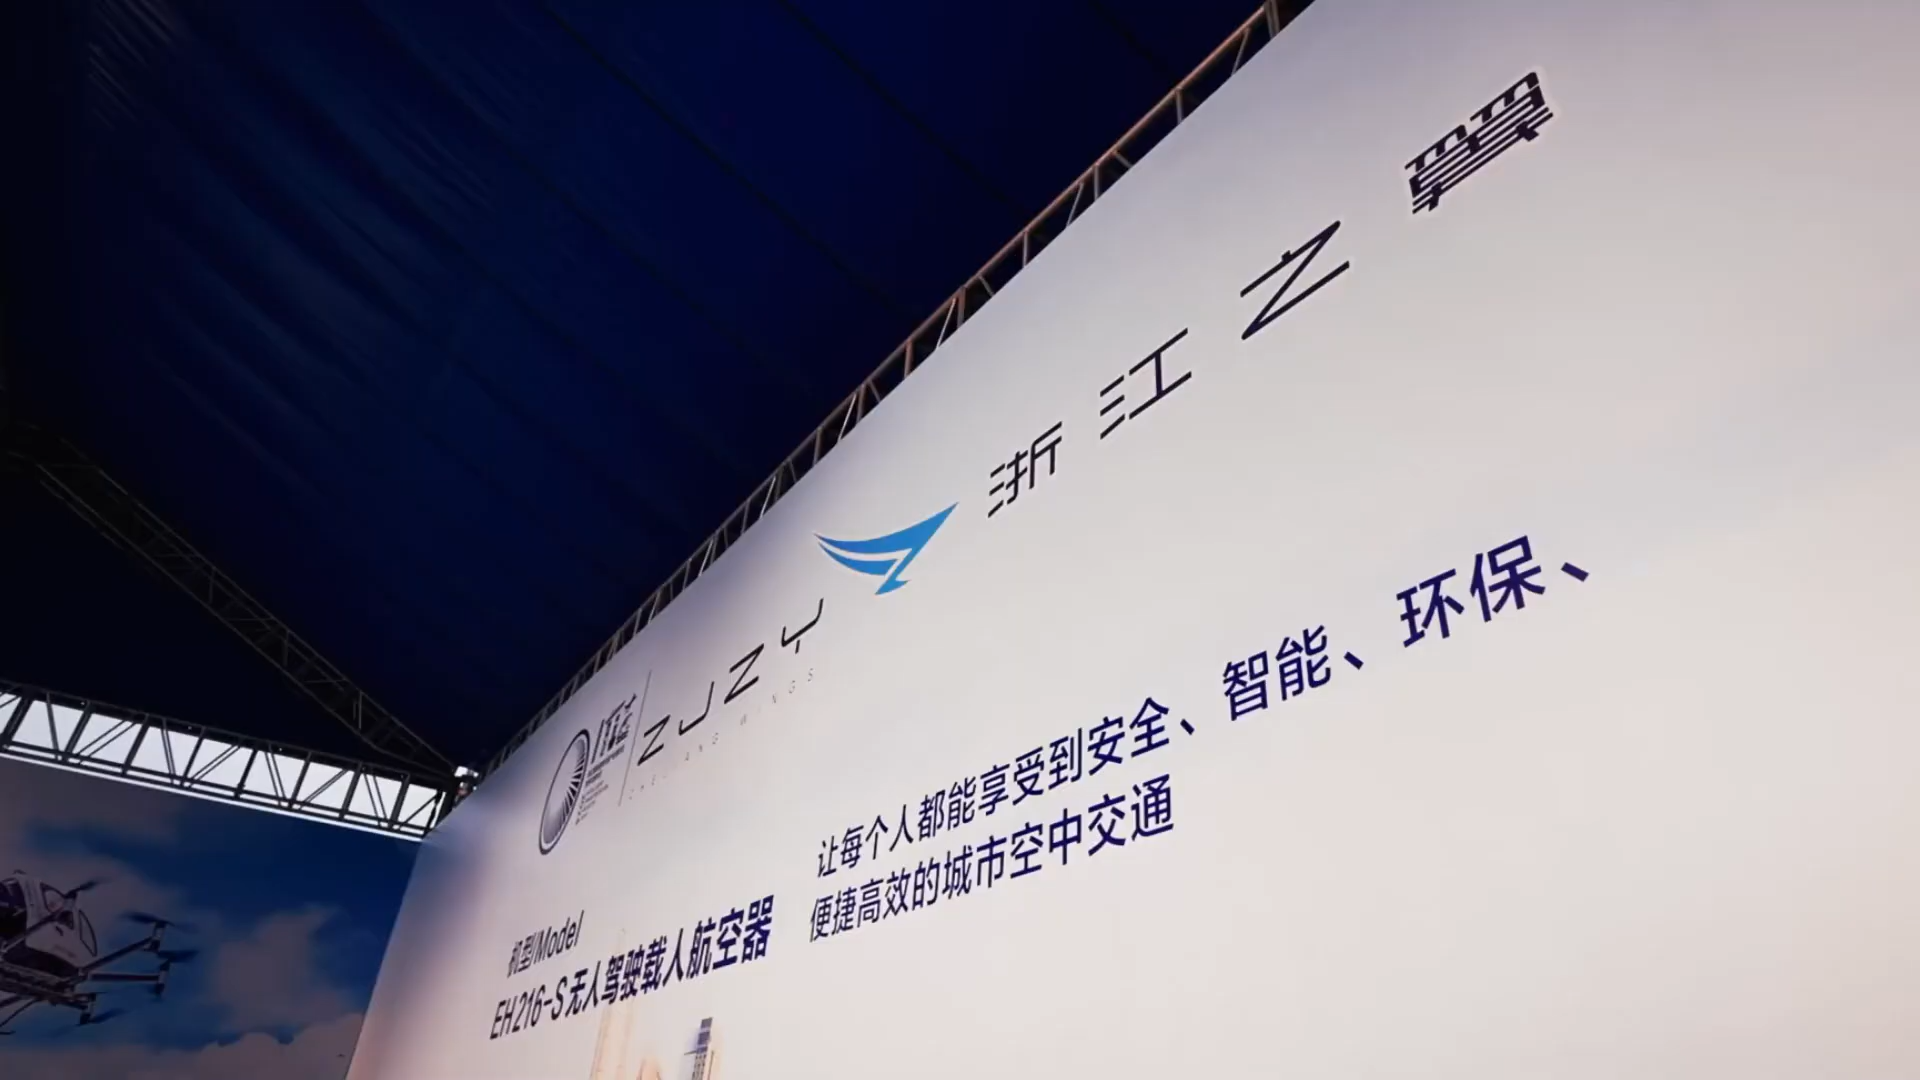 浙江之翼
ZJZY
ZHEJIANG WINGS
让每个人都能享受到安全、智能、环保、
便捷高效的城市空中交通
机型/Model
EH216-S无人驾驶载人航空器